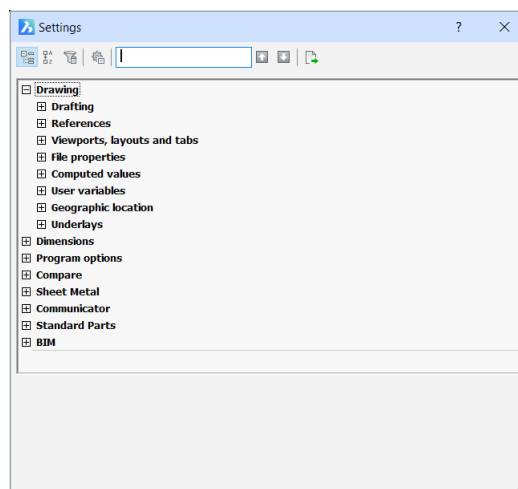 Settings
?
Drawing
Drafting
References
Viewports, layouts and tabs
File properties
Computed values
User variables
Geographic location
Underlays
Dimensions
Program options
Compare
Sheet Metal
Communicator
Standard Parts
BIM